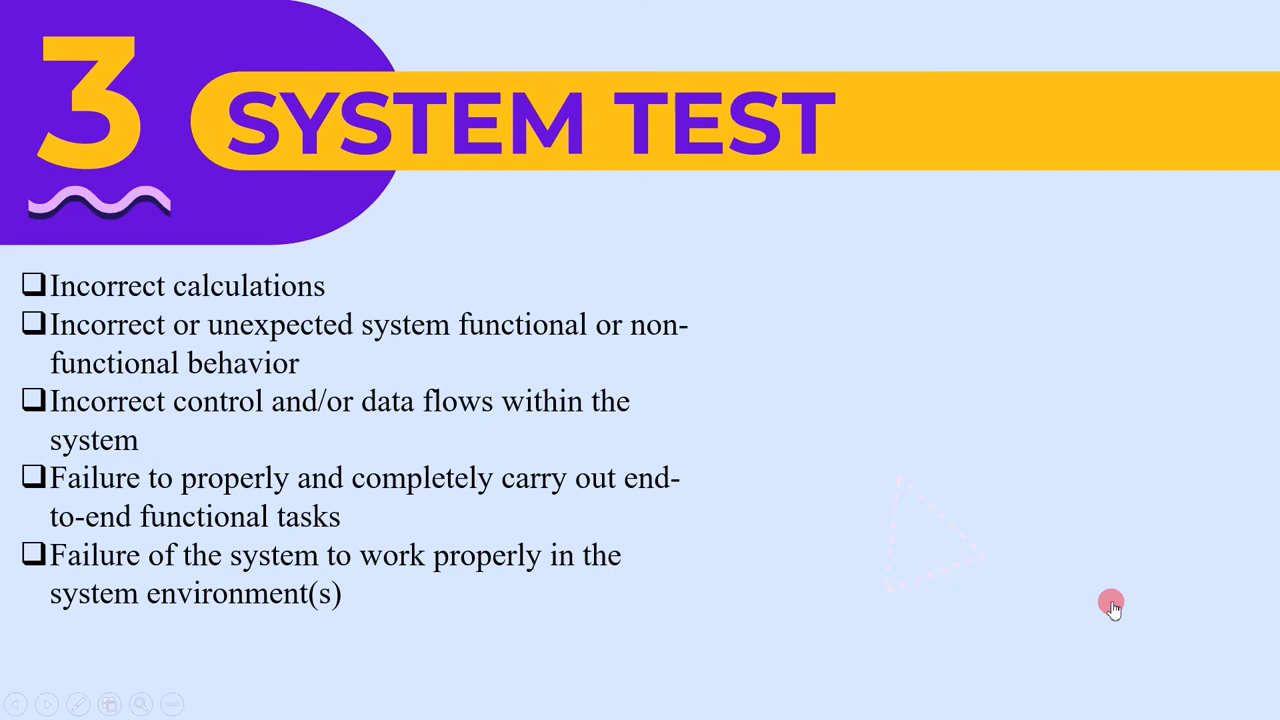 3
SYSTEM TEST
❑Incorrect calculations
❑Incorrect or unexpected system functional or non-
functional behavior
❑Incorrect control and/or data flows within the
system
❑Failure to properly and completely carry out end-
to-end functional tasks
❑Failure of the system to work properly in the
system environment(s)